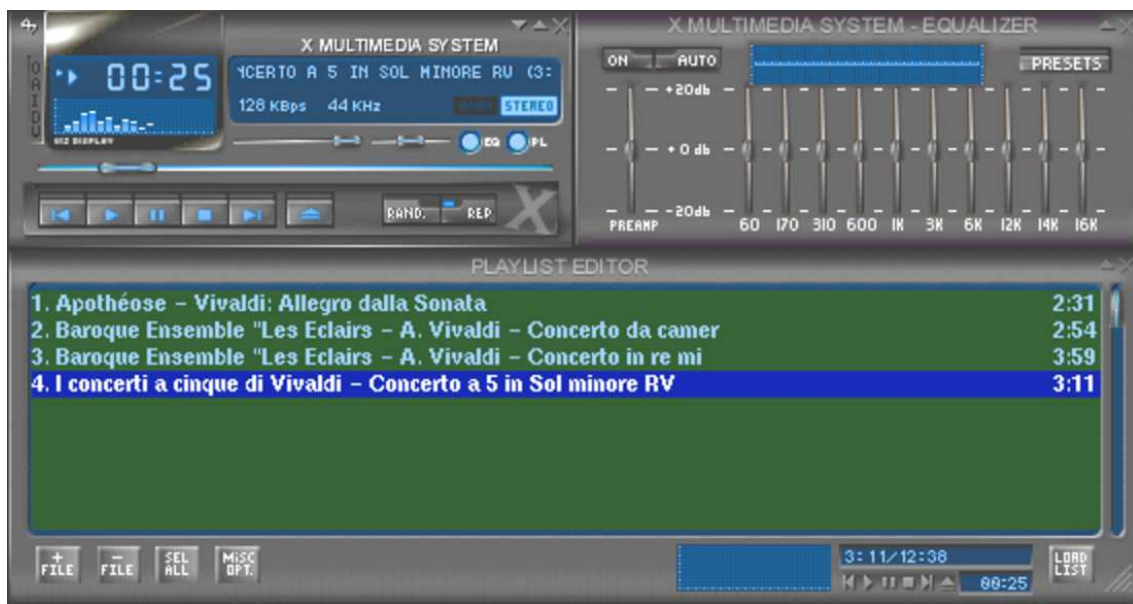 X MULTIMEDIA SYSTEM
00:25
NCERTO A 5 IN SOL MINORE RV (3:
128 KBps 44 KHz STEREO
OAIDV
VIZ DISPLAY
EQ PL
RAND. REP
X
X MULTIMEDIA SYSTEM - EQUALIZER
ON AUTO PRESETS
+20db
+0 db
-20db
PREAMP 60 170 310 600 1K 3K 6K 12K 14K 16K
PLAYLIST EDITOR
1. Apothéose – Vivaldi: Allegro dalla Sonata 2:31
2. Baroque Ensemble "Les Eclairs – A. Vivaldi – Concerto da camer 2:54
3. Baroque Ensemble "Les Eclairs – A. Vivaldi – Concerto in re mi 3:59
4. I concerti a cinque di Vivaldi – Concerto a 5 in Sol minore RV 3:11
+ FILE
- FILE
SEL ALL
MISC OPT.
3:11/12:38
00:25
LOAD LIST